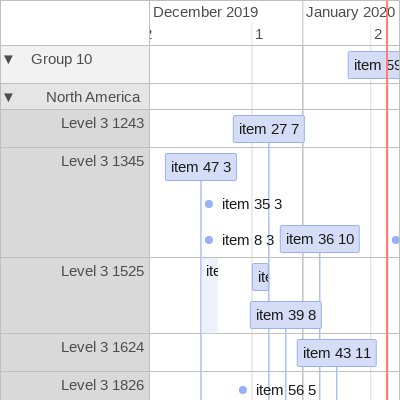 December 2019 January 2020
2 1 2
▼ Group 10 item 59
▼ North America
Level 3 1243 item 27 7
Level 3 1345 item 47 3
item 35 3
item 8 3 item 36 10
Level 3 1525 ite ite
item 39 8
Level 3 1624 item 43 11
Level 3 1826 item 56 5